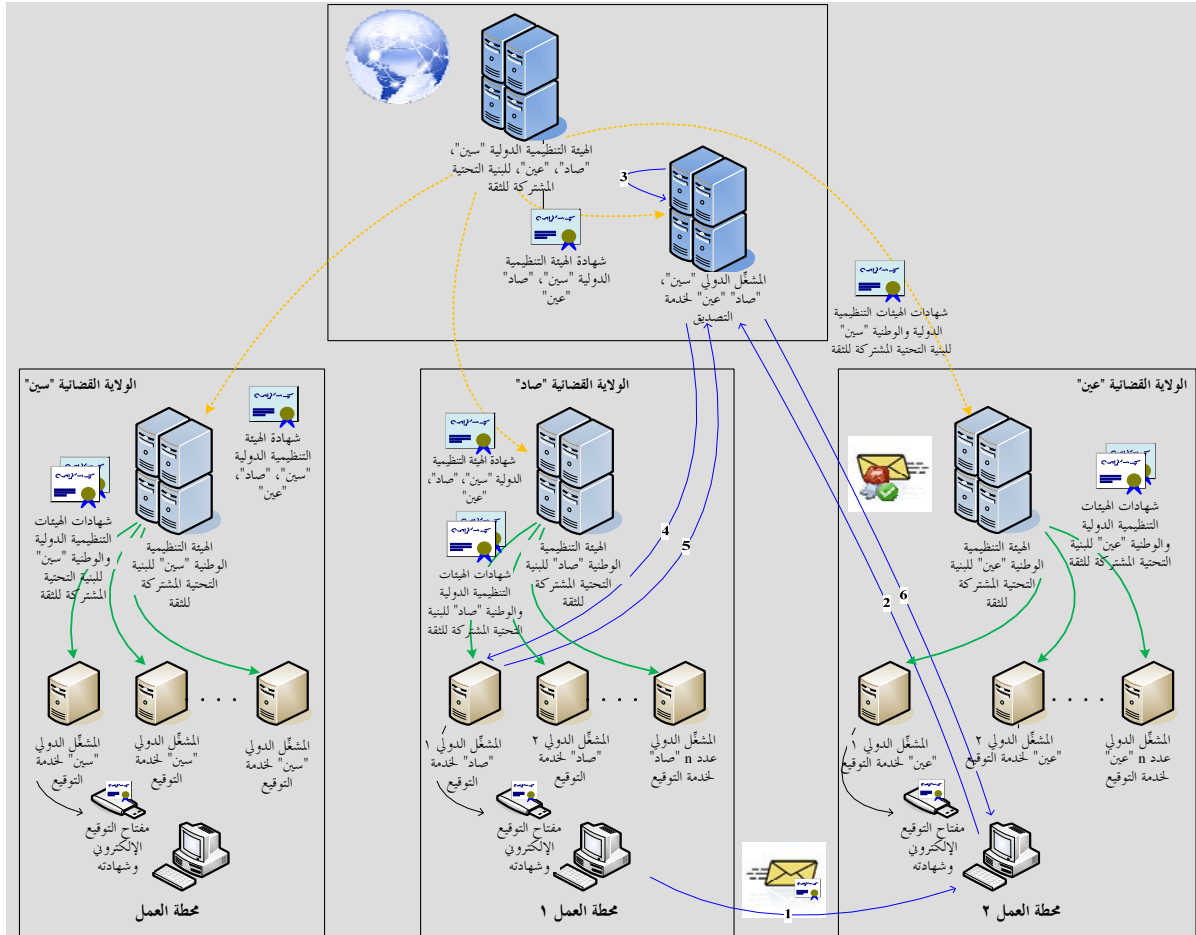 الهيئة التنظيمية الدولية "سين"،
"صاد"، "عين"، للبنية التحتية
المشتركة للثقة
3
شهادة الهيئة التنظيمية
الدولية "سين"، "صاد"
"عين"
المشغِّل الدولي "سين"،
"صاد" "عين" لخدمة
التصديق
شهادات الهيئات التنظيمية
الدولية والوطنية "سين"
للبنية التحتية المشتركة للثقة
الولاية القضائية "سين"
شهادة الهيئة
التنظيمية الدولية
"سين"، "صاد"،
"عين"
شهادات الهيئات
التنظيمية الدولية
والوطنية "سين"
للبنية التحتية
المشتركة للثقة
الهيئة التنظيمية
الوطنية "سين" للبنية
التحتية المشتركة
للثقة
المشغِّل الدولي
"سين" لخدمة
التوقيع
المشغِّل الدولي
"سين" لخدمة
التوقيع
. . . .
المشغِّل الدولي
"سين" لخدمة
التوقيع
مفتاح التوقيع
الإلكتروني
وشهادته
محطة العمل
الولاية القضائية "صاد"
شهادة الهيئة التنظيمية
الدولية "سين"، "صاد"،
"عين"
شهادات الهيئات
التنظيمية الدولية
والوطنية "صاد" للبنية
التحتية المشتركة للثقة
الهيئة التنظيمية
الوطنية "صاد" للبنية
التحتية المشتركة
للثقة
4
5
المشغِّل الدولي ١
"صاد" لخدمة
التوقيع
المشغِّل الدولي ٢
"صاد" لخدمة
التوقيع
. . . .
المشغِّل الدولي
عدد n "صاد"
لخدمة التوقيع
مفتاح التوقيع
الإلكتروني
وشهادته
محطة العمل ١
1
الولاية القضائية "عين"
شهادات الهيئات
التنظيمية الدولية
والوطنية "عين" للبنية
التحتية المشتركة للثقة
الهيئة التنظيمية
الوطنية "عين" للبنية
التحتية المشتركة
للثقة
2
6
المشغِّل الدولي ١
"عين" لخدمة التوقيع
المشغِّل الدولي ٢
"عين" لخدمة التوقيع
. . . .
المشغِّل الدولي
عدد n "عين"
لخدمة التوقيع
مفتاح التوقيع
الإلكتروني
وشهادته
محطة العمل ٢